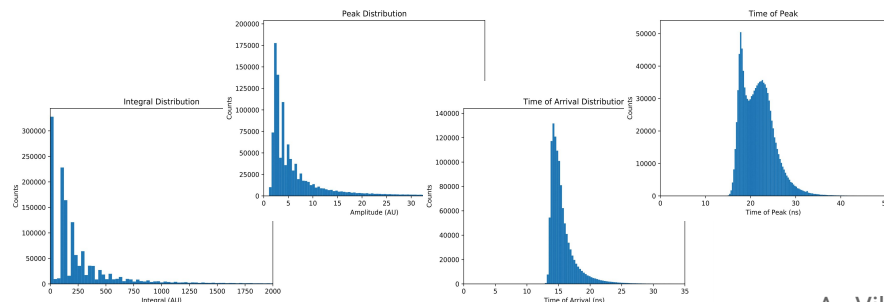 Integral Distribution
Counts
300000
250000
200000
150000
100000
50000
0
0 250 500 750 1000 1250 1500 1750 2000
Integral (AU)
Peak Distribution
Counts
200000
175000
150000
125000
100000
75000
50000
25000
0
0 5 10 15 20 25 30
Amplitude (AU)
Time of Arrival Distribution
Counts
140000
120000
100000
80000
60000
40000
20000
0
0 5 10 15 20 25 30 35
Time of Arrival (ns)
Time of Peak
Counts
50000
40000
30000
20000
10000
0
0 10 20 30 40
Time of Peak (ns)